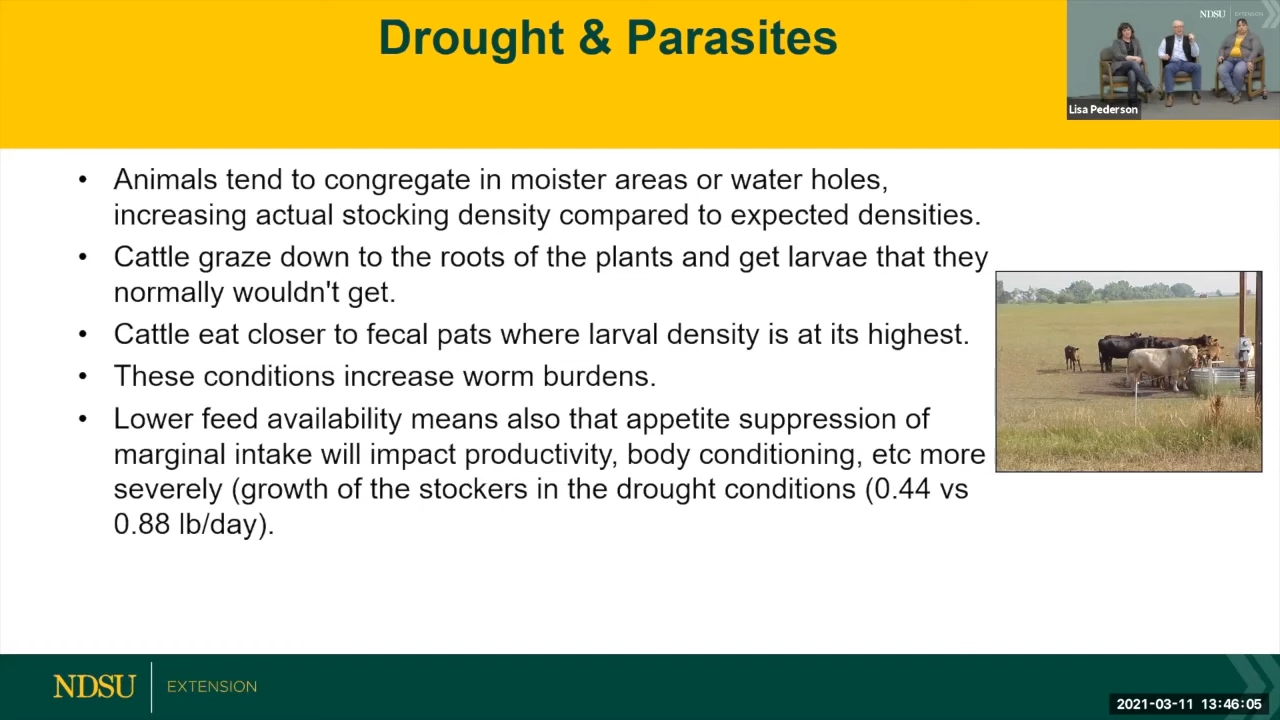 Drought & Parasites
NDSU EXTENSION
Lisa Pederson
• Animals tend to congregate in moister areas or water holes,
increasing actual stocking density compared to expected densities.
• Cattle graze down to the roots of the plants and get larvae that they
normally wouldn't get.
• Cattle eat closer to fecal pats where larval density is at its highest.
• These conditions increase worm burdens.
• Lower feed availability means also that appetite suppression of
marginal intake will impact productivity, body conditioning, etc more
severely (growth of the stockers in the drought conditions (0.44 vs
0.88 lb/day).
NDSU EXTENSION
2021-03-11 13:46:05